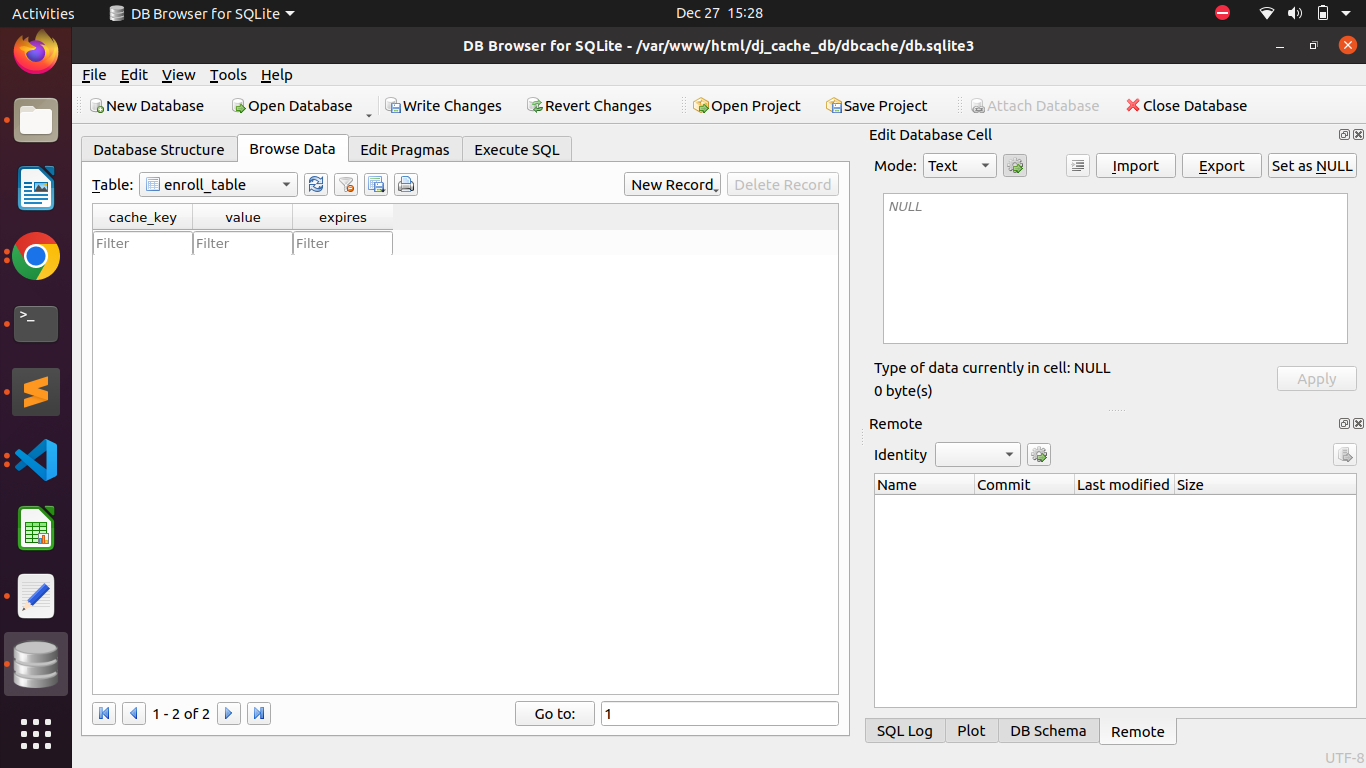 Activities DB Browser for SQLite Dec 27 15:28
DB Browser for SQLite - /var/www/html/dj_cache_db/dbcache/db.sqlite3
File Edit View Tools Help
New Database Open Database Write Changes Revert Changes Open Project Save Project Attach Database Close Database
Database Structure Browse Data Edit Pragmas Execute SQL
Table: enroll_table New Record Delete Record
cache_key value expires
Filter Filter Filter
1 - 2 of 2 Go to: 1
Edit Database Cell
Mode: Text Import Export Set as NULL
NULL
Type of data currently in cell: NULL
0 byte(s)
Apply
Remote
Identity
Name Commit Last modified Size
SQL Log Plot DB Schema Remote
UTF-8